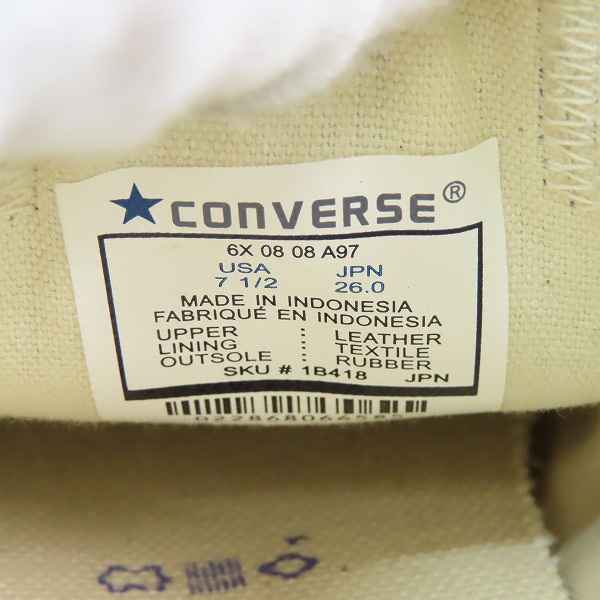 CONVERSE®
6X 08 08 A97
USA JPN
7 1/2 26.0
MADE IN INDONESIA
FABRIQUÉ EN INDONESIA
UPPER : LEATHER
LINING : TEXTILE
OUTSOLE : RUBBER
SKU # 1B418 JPN